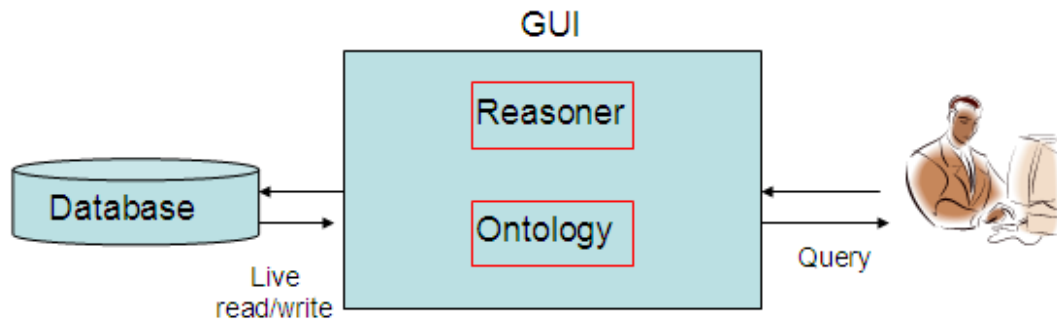 GUI
Reasoner
Database
Ontology
Live
read/write
Query